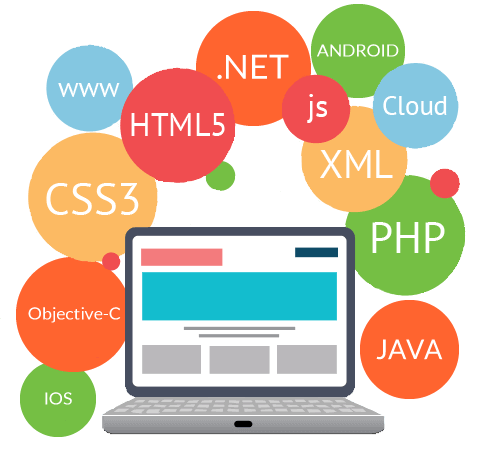 ANDROID
.NET
www
js
Cloud
HTML5
XML
CSS3
PHP
Objective-C
JAVA
IOS